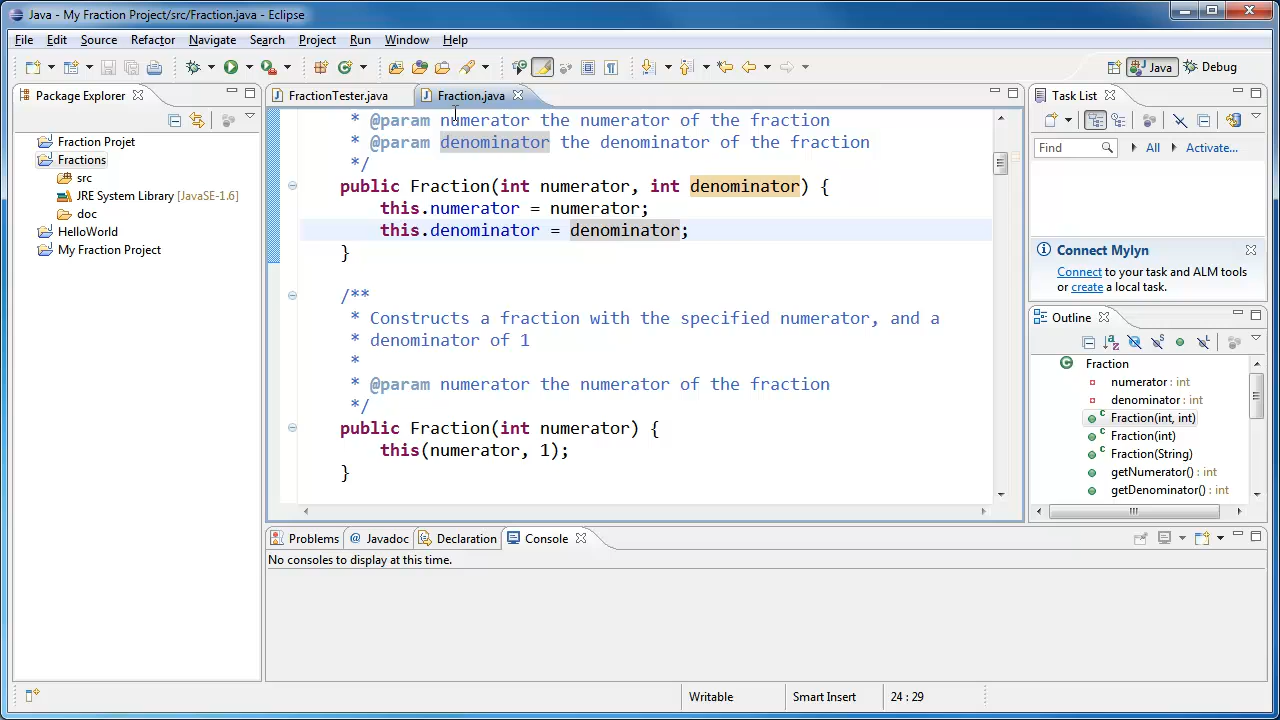 Java - My Fraction Project/src/Fraction.java - Eclipse
File Edit Source Refactor Navigate Search Project Run Window Help
Java Debug
Package Explorer
Fraction Projet
Fractions
src
JRE System Library [JavaSE-1.6]
doc
HelloWorld
My Fraction Project
FractionTester.java Fraction.java
* @param numerator the numerator of the fraction
* @param denominator the denominator of the fraction
*/
public Fraction(int numerator, int denominator) {
this.numerator = numerator;
this.denominator = denominator;
}
/**
* Constructs a fraction with the specified numerator, and a
* denominator of 1
*
* @param numerator the numerator of the fraction
*/
public Fraction(int numerator) {
this(numerator, 1);
}
Task List
Find All Activate...
Connect Mylyn
Connect to your task and ALM tools
or create a local task.
Outline
Fraction
numerator : int
denominator : int
Fraction(int, int)
Fraction(int)
Fraction(String)
getNumerator() : int
getDenominator() : int
Problems @ Javadoc Declaration Console
No consoles to display at this time.
Writable Smart Insert 24 : 29